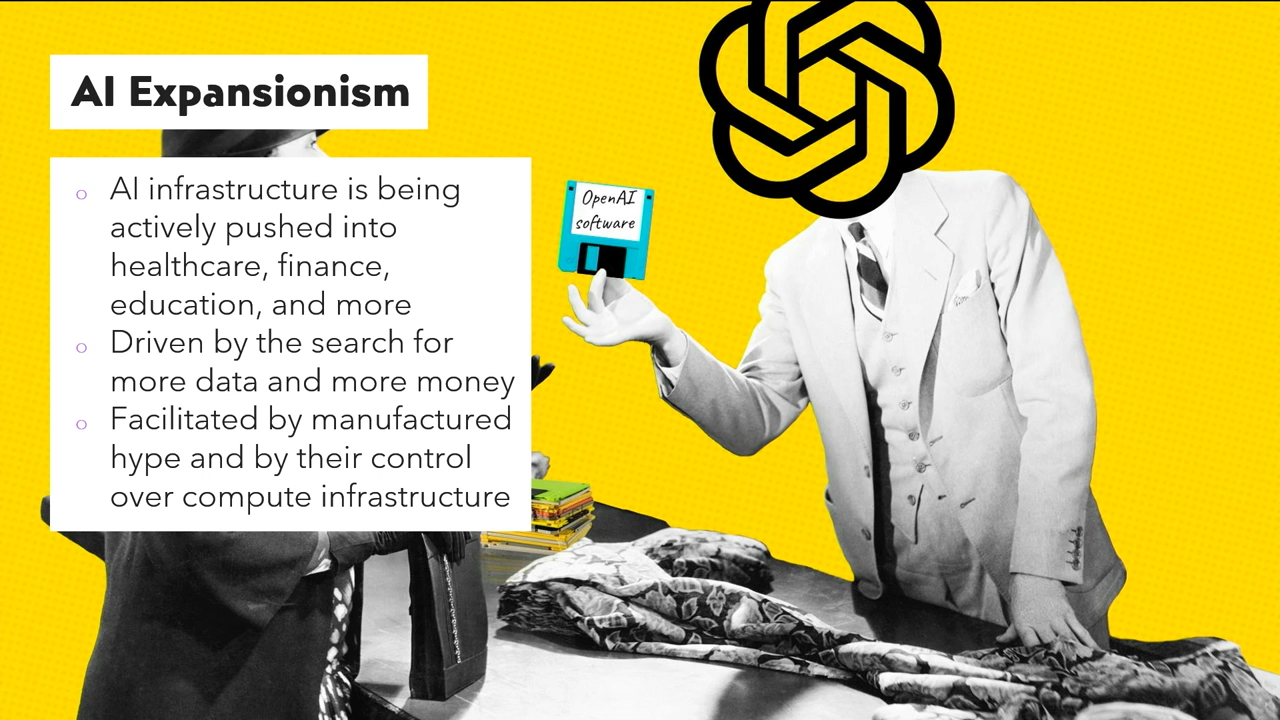 AI Expansionism
○ AI infrastructure is being
actively pushed into
healthcare, finance,
education, and more
○ Driven by the search for
more data and more money
○ Facilitated by manufactured
hype and by their control
over compute infrastructure
OpenAI
software